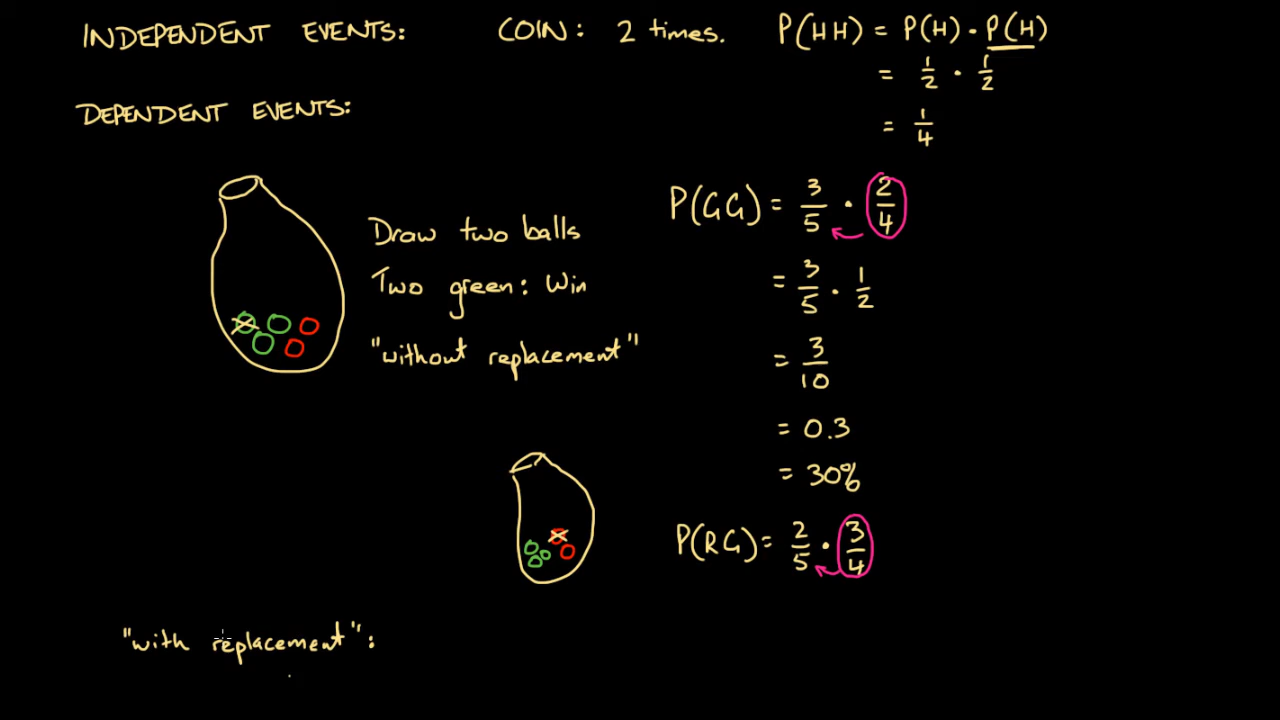 INDEPENDENT EVENTS: COIN: 2 times. P(HH) = P(H) · P(H)
= 1/2 · 1/2
= 1/4
DEPENDENT EVENTS:
Draw two balls
Two green: Win
"without replacement"
P(GG) = 3/5 · 2/4
= 3/5 · 1/2
= 3/10
= 0.3
= 30%
P(RG) = 2/5 · 3/4
"with replacement":